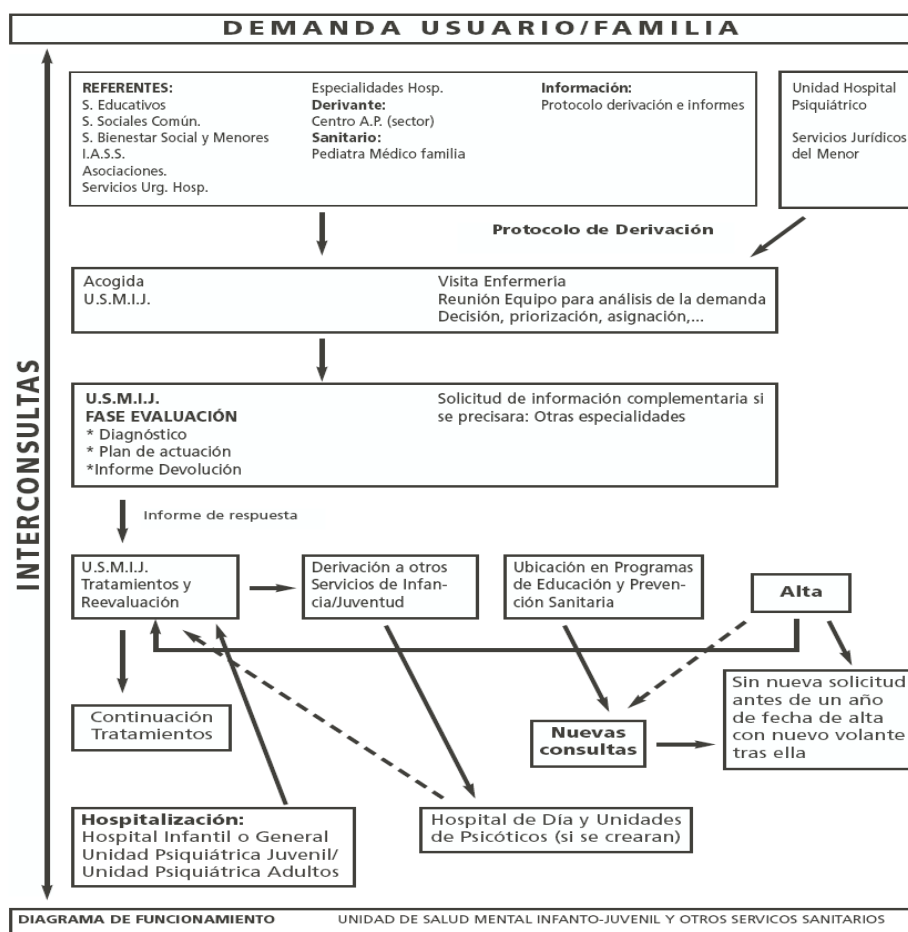 DEMANDA USUARIO/FAMILIA
REFERENTES:
S. Educativos
S. Sociales Común.
S. Bienestar Social y Menores
I.A.S.S.
Asociaciones.
Servicios Urg. Hosp.
Especialidades Hosp.
Derivante:
Centro A.P. (sector)
Sanitario:
Pediatra Médico familia
Información:
Protocolo derivación e informes
Unidad Hospital
Psiquiátrico
Servicios Jurídicos
del Menor
Protocolo de Derivación
Acogida
U.S.M.I.J.
Visita Enfermería
Reunión Equipo para análisis de la demanda
Decisión, priorización, asignación,...
INTERCONSULTAS
U.S.M.I.J.
FASE EVALUACIÓN
* Diagnóstico
* Plan de actuación
*Informe Devolución
Solicitud de información complementaria si
se precisara: Otras especialidades
Informe de respuesta
U.S.M.I.J.
Tratamientos y
Reevaluación
Derivación a otros
Servicios de Infan-
cia/Juventud
Ubicación en Programas
de Educación y Preven-
ción Sanitaria
Alta
Continuación
Tratamientos
Nuevas
consultas
Sin nueva solicitud
antes de un año
de fecha de alta
con nuevo volante
tras ella
Hospitalización:
Hospital Infantil o General
Unidad Psiquiátrica Juvenil/
Unidad Psiquiátrica Adultos
Hospital de Día y Unidades
de Psicóticos (si se crearan)
DIAGRAMA DE FUNCIONAMIENTO
UNIDAD DE SALUD MENTAL INFANTO-JUVENIL Y OTROS SERVICOS SANITARIOS